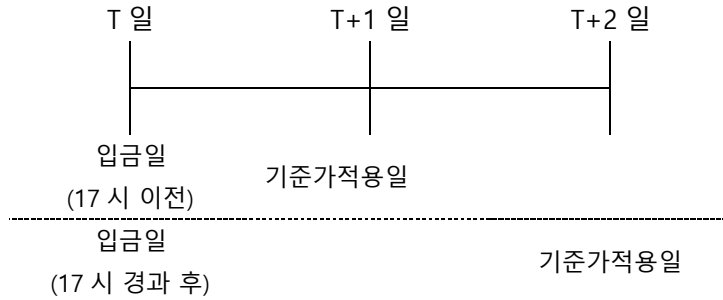 T 일 T+1 일 T+2 일
입금일
(17 시 이전)
기준가적용일
입금일
(17 시 경과 후)
기준가적용일